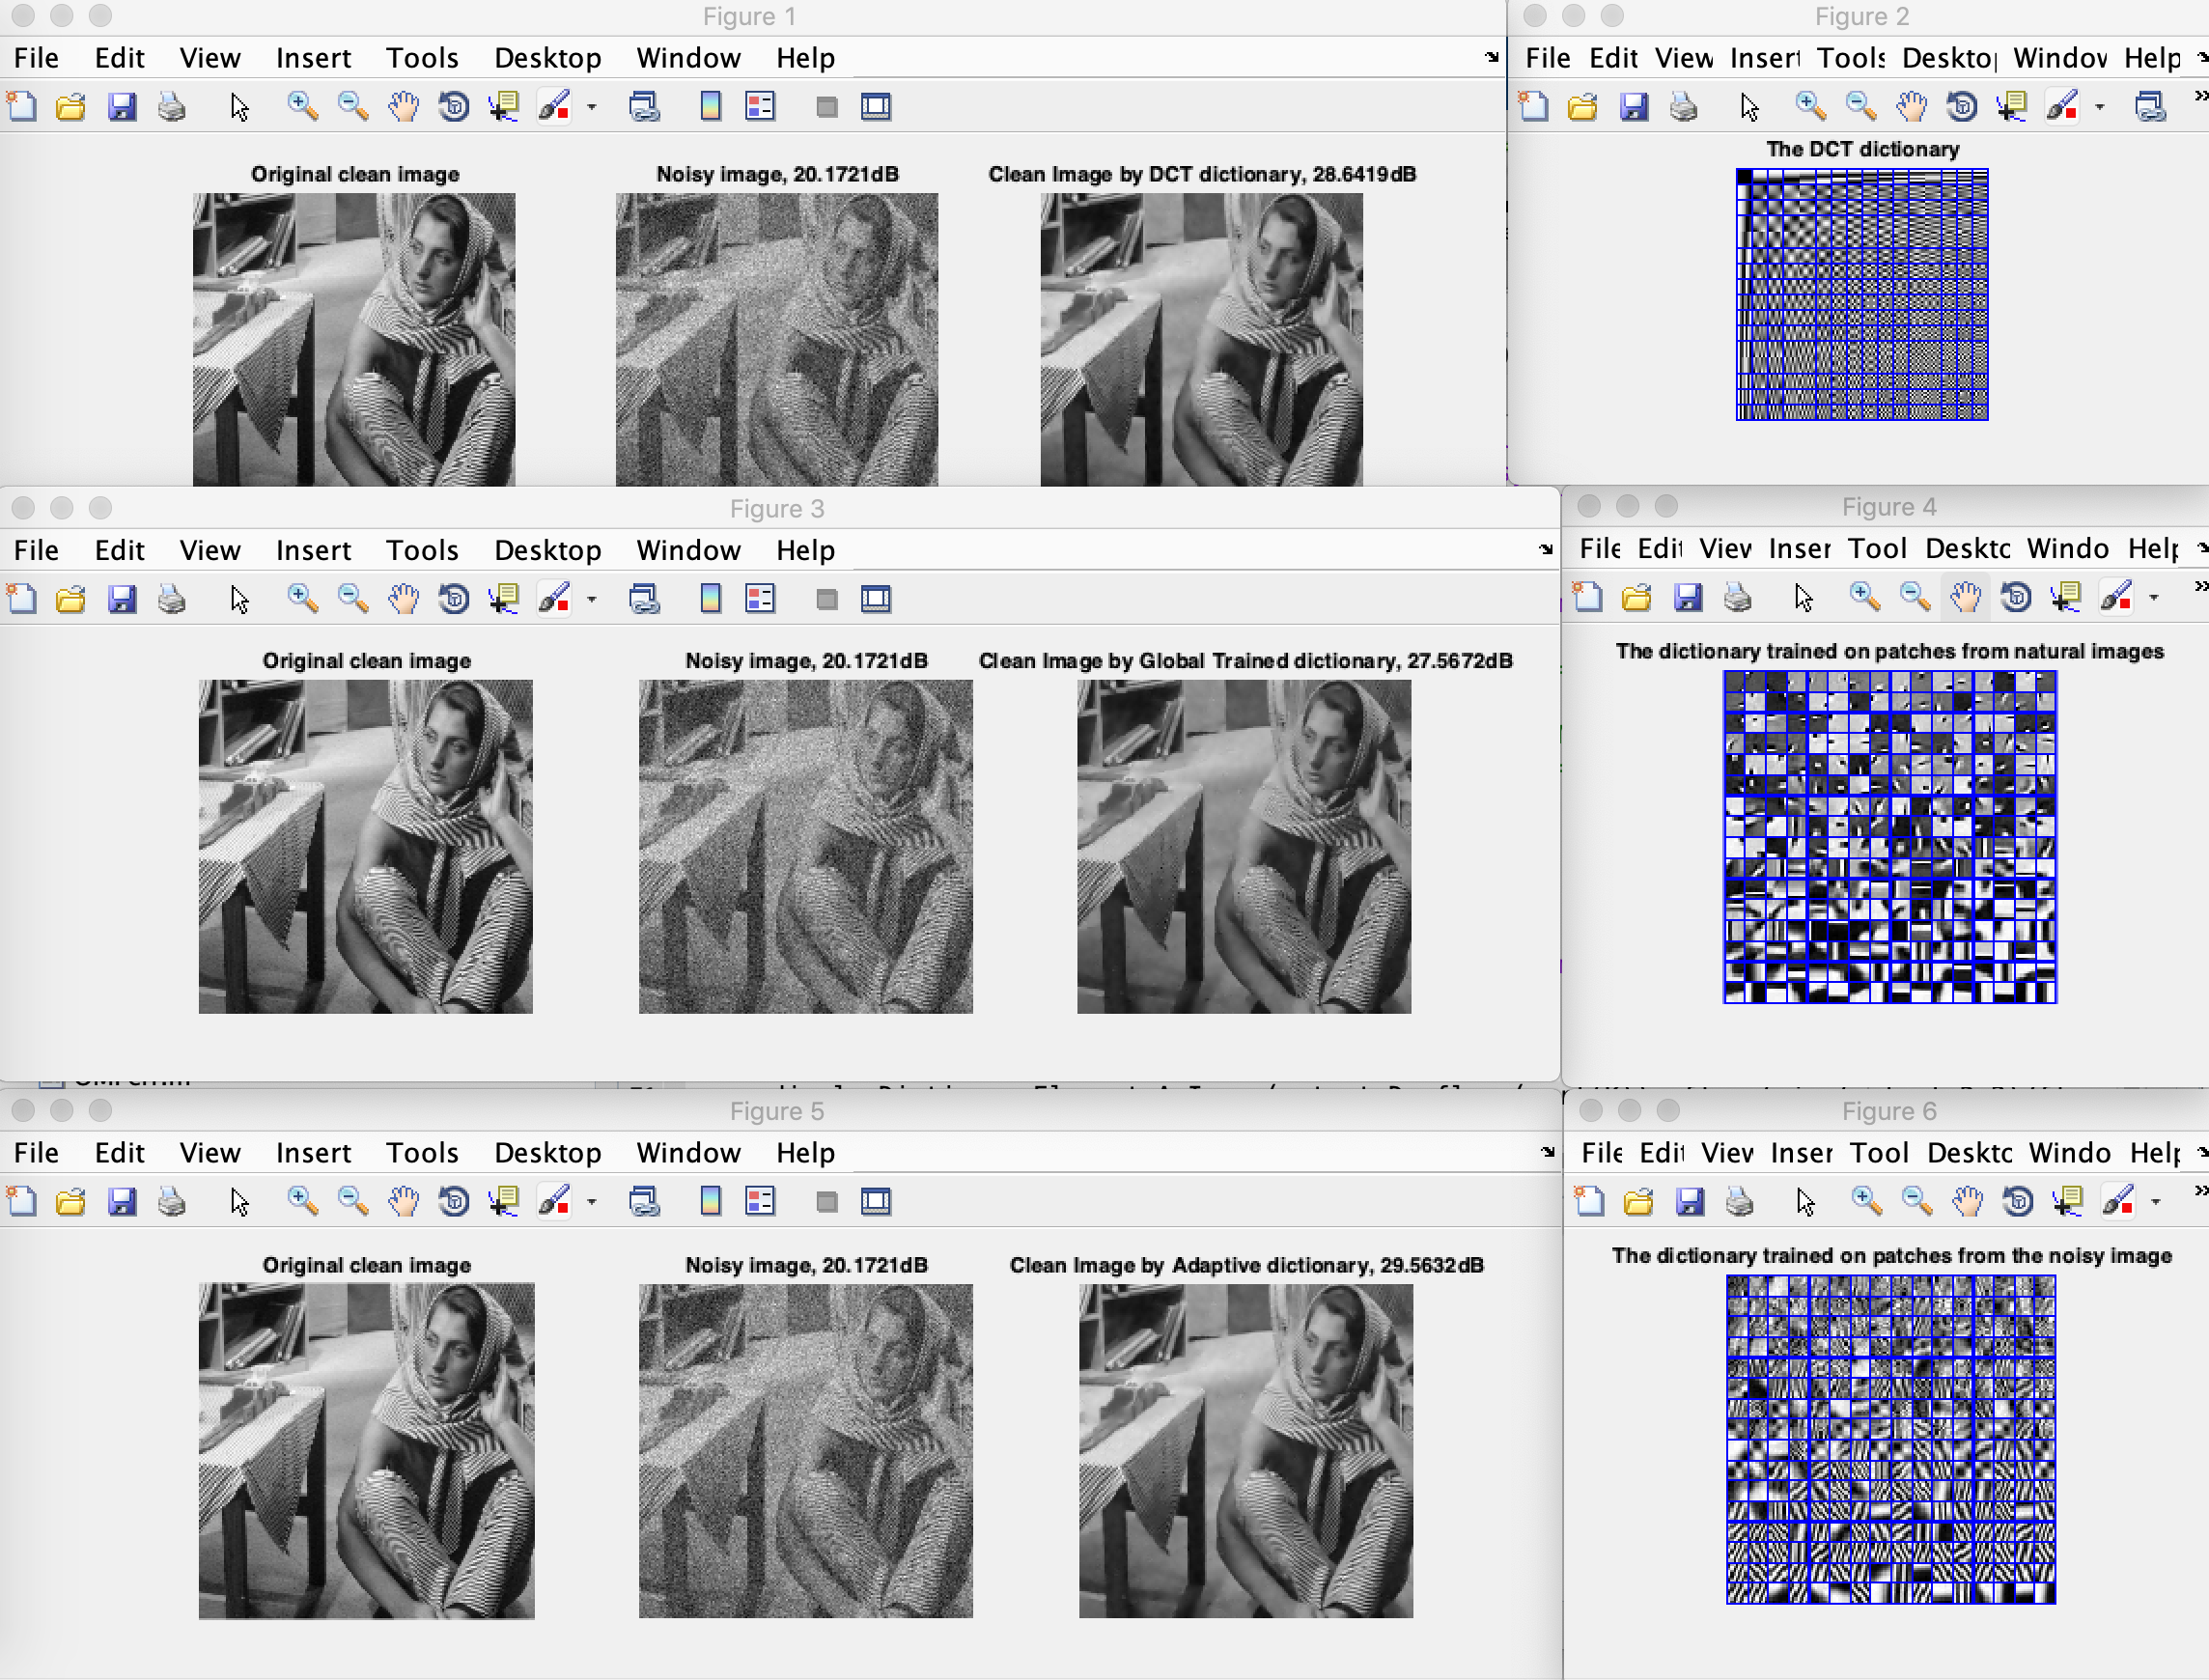 Figure 1
File Edit View Insert Tools Desktop Window Help
Original clean image
Noisy image, 20.1721dB
Clean Image by DCT dictionary, 28.6419dB
Figure 2
File Edit View Insert Tools Desktop Window Help
The DCT dictionary
Figure 3
File Edit View Insert Tools Desktop Window Help
Original clean image
Noisy image, 20.1721dB
Clean Image by Global Trained dictionary, 27.5672dB
Figure 4
File Edit View Inser Tool Deskto Windo Help
The dictionary trained on patches from natural images
Figure 5
File Edit View Insert Tools Desktop Window Help
Original clean image
Noisy image, 20.1721dB
Clean Image by Adaptive dictionary, 29.5632dB
Figure 6
File Edit View Inser Tool Deskto Windo Help
The dictionary trained on patches from the noisy image